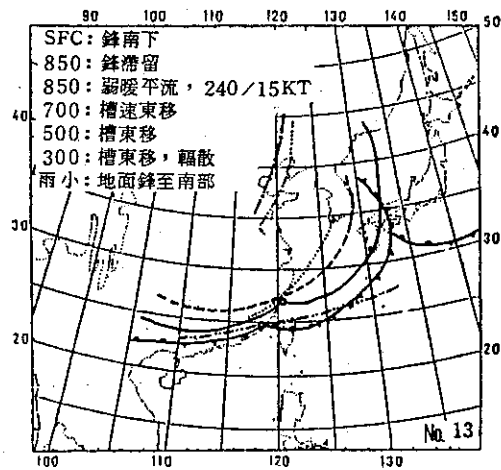 90 100 110 120 130 140 150
SFC: 鋒南下
850: 鋒滯留
850: 弱暖平流, 240/15KT
700: 槽速東移
500: 槽東移
300: 槽東移, 輻散
雨小: 地面鋒至南部
50
40
40
30
30
20
20
No. 13
100 110 120 130